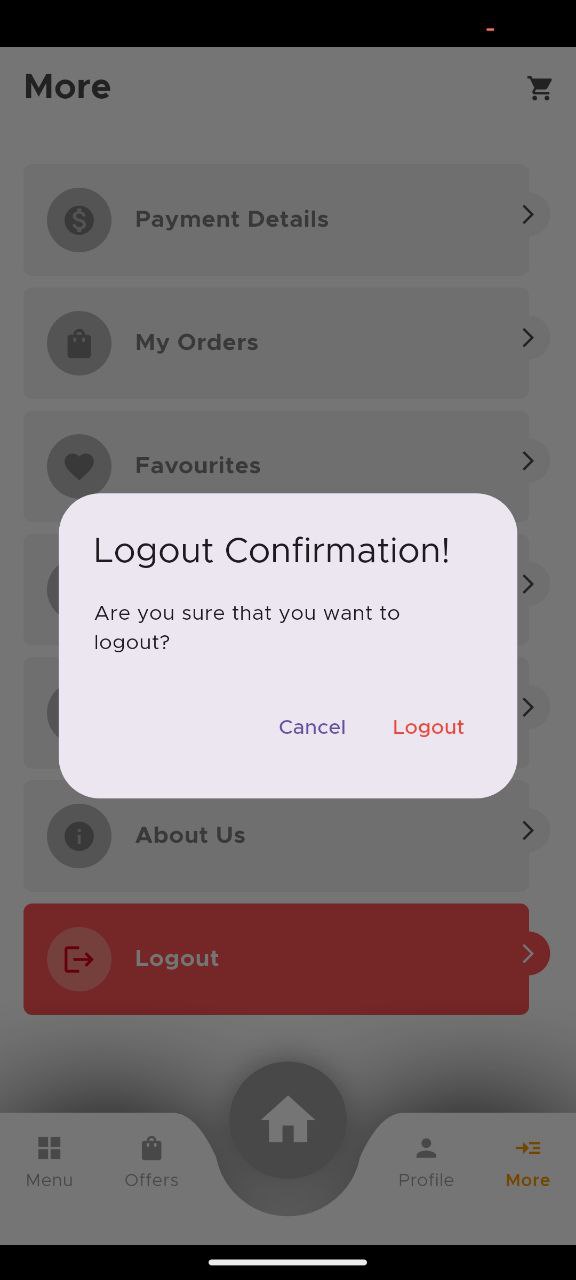 More
Payment Details
My Orders
Favourites
Logout Confirmation!
Are you sure that you want to
logout?
Cancel Logout
About Us
Logout
Menu Offers Profile More